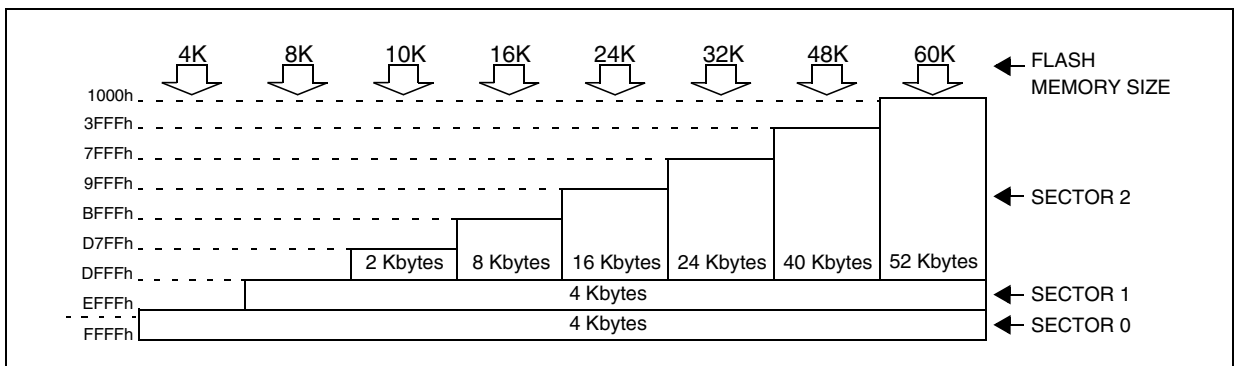 4K 8K 10K 16K 24K 32K 48K 60K
FLASH
MEMORY SIZE
1000h
3FFFh
7FFFh
9FFFh
SECTOR 2
BFFFh
D7FFh
2 Kbytes 8 Kbytes 16 Kbytes 24 Kbytes 40 Kbytes 52 Kbytes
DFFFh
4 Kbytes
SECTOR 1
EFFFh
4 Kbytes
SECTOR 0
FFFFh